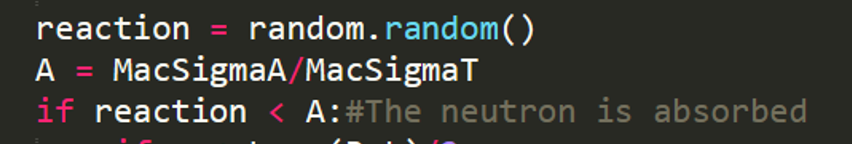 reaction = random.random()
A = MacSigmaA/MacSigmaT
if reaction < A:#The neutron is absorbed